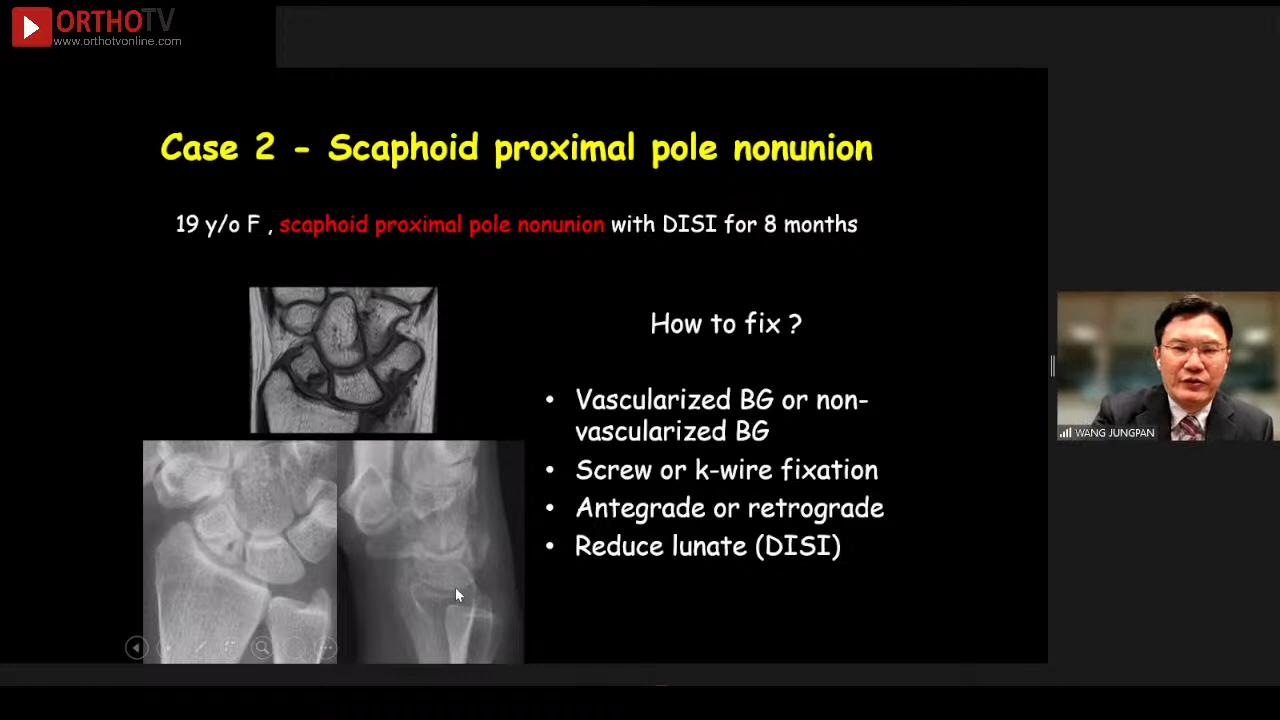 ORTHOTV
www.orthotvonline.com
Case 2 - Scaphoid proximal pole nonunion
19 y/o F , scaphoid proximal pole nonunion with DISI for 8 months
How to fix ?
• Vascularized BG or non-
vascularized BG
• Screw or k-wire fixation
• Antegrade or retrograde
• Reduce lunate (DISI)
WANG JUNGPAN